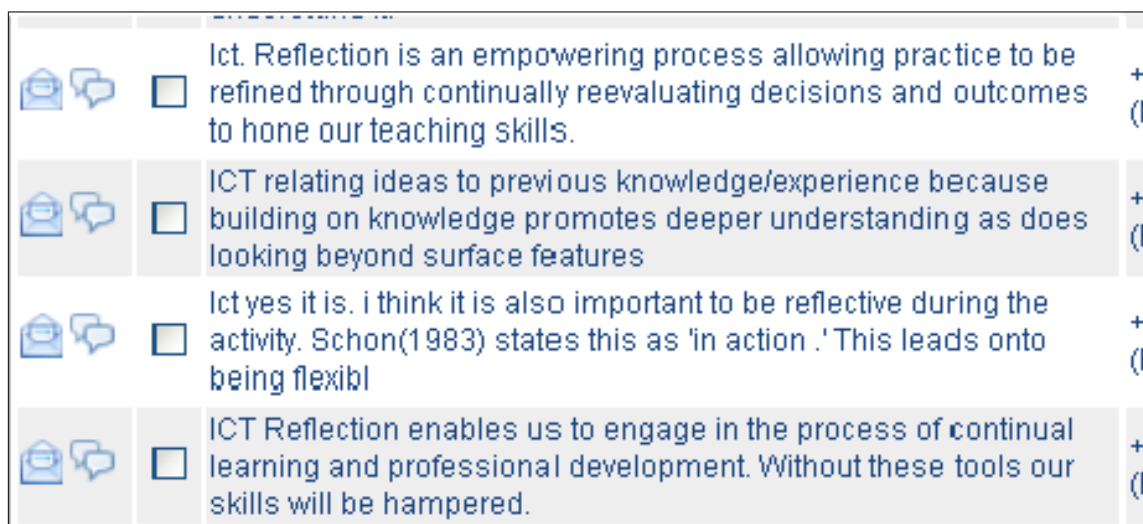 Ict. Reflection is an empowering process allowing practice to be
refined through continually reevaluating decisions and outcomes
to hone our teaching skills.
ICT relating ideas to previous knowledge/experience because
building on knowledge promotes deeper understanding as does
looking beyond surface features
Ict yes it is. i think it is also important to be reflective during the
activity. Schon(1983) states this as 'in action .' This leads onto
being flexibl
ICT Reflection enables us to engage in the process of continual
learning and professional development. Without these tools our
skills will be hampered.